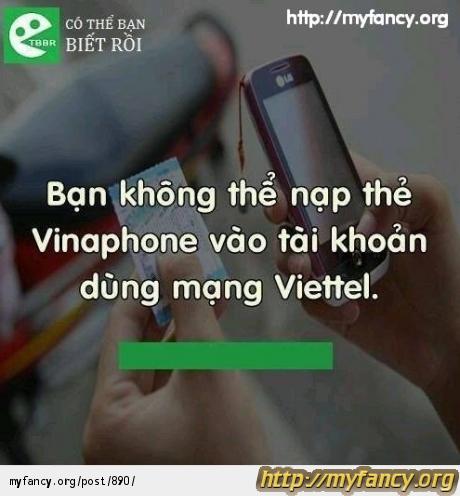 http://myfancy.org
CÓ THỂ BẠN
TBBR BIẾT RỒI
LG
Bạn không thể nạp thẻ
Vinaphone vào tài khoản
dùng mạng Viettel.
myfancy.org/post/890/
http://myfancy.org